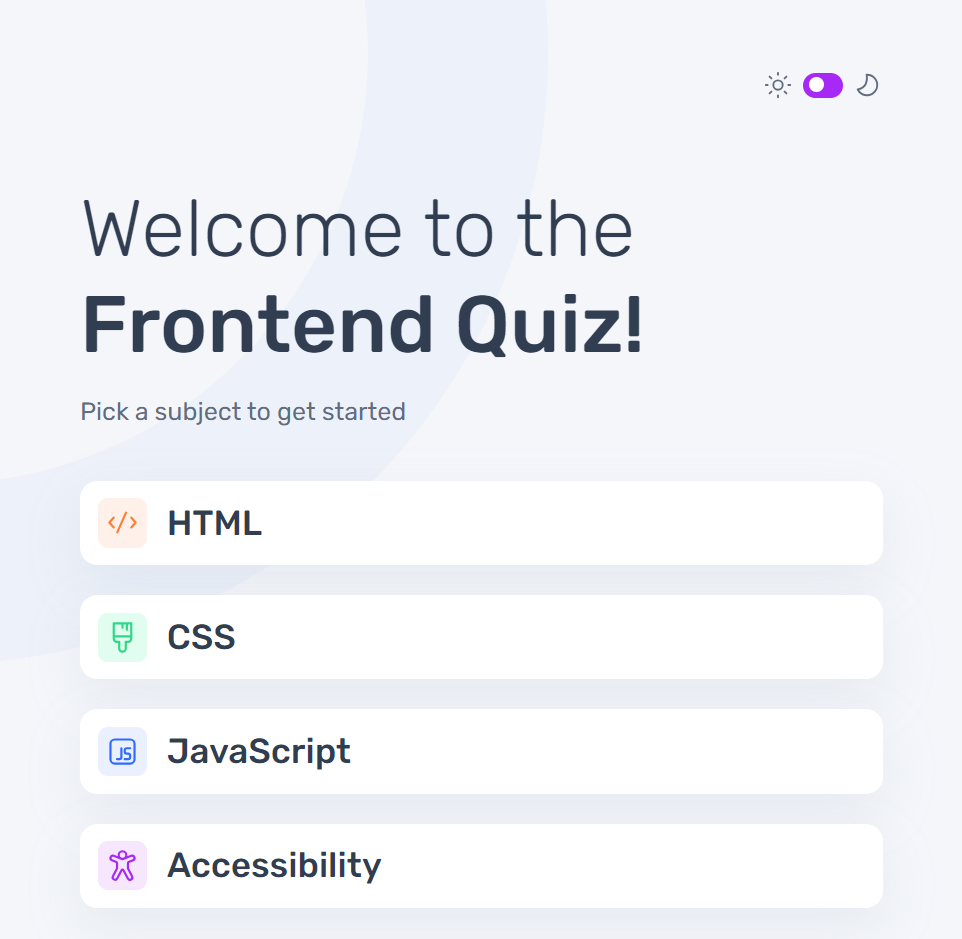 Welcome to the
Frontend Quiz!
Pick a subject to get started
HTML
CSS
JS JavaScript
Accessibility